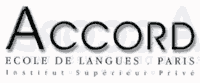 ACCORD
ECOLE DE LANGUES PARIS
Institut Supérieur Privé